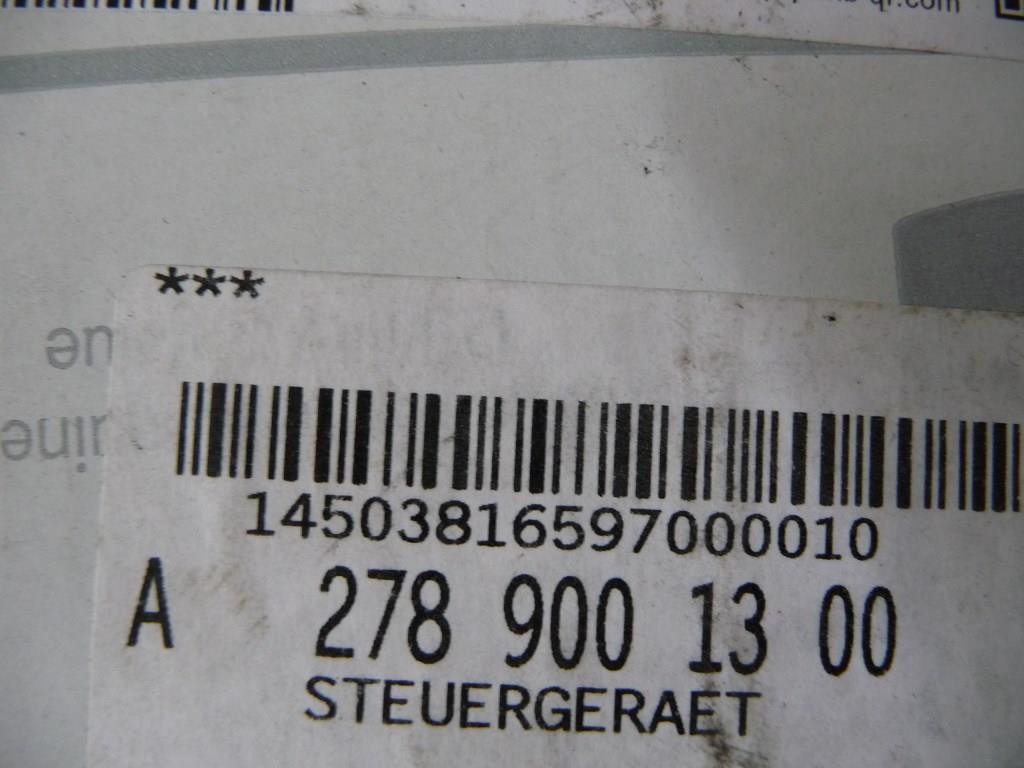 ***
14503816597000010
A 278 900 13 00
STEUERGERAET